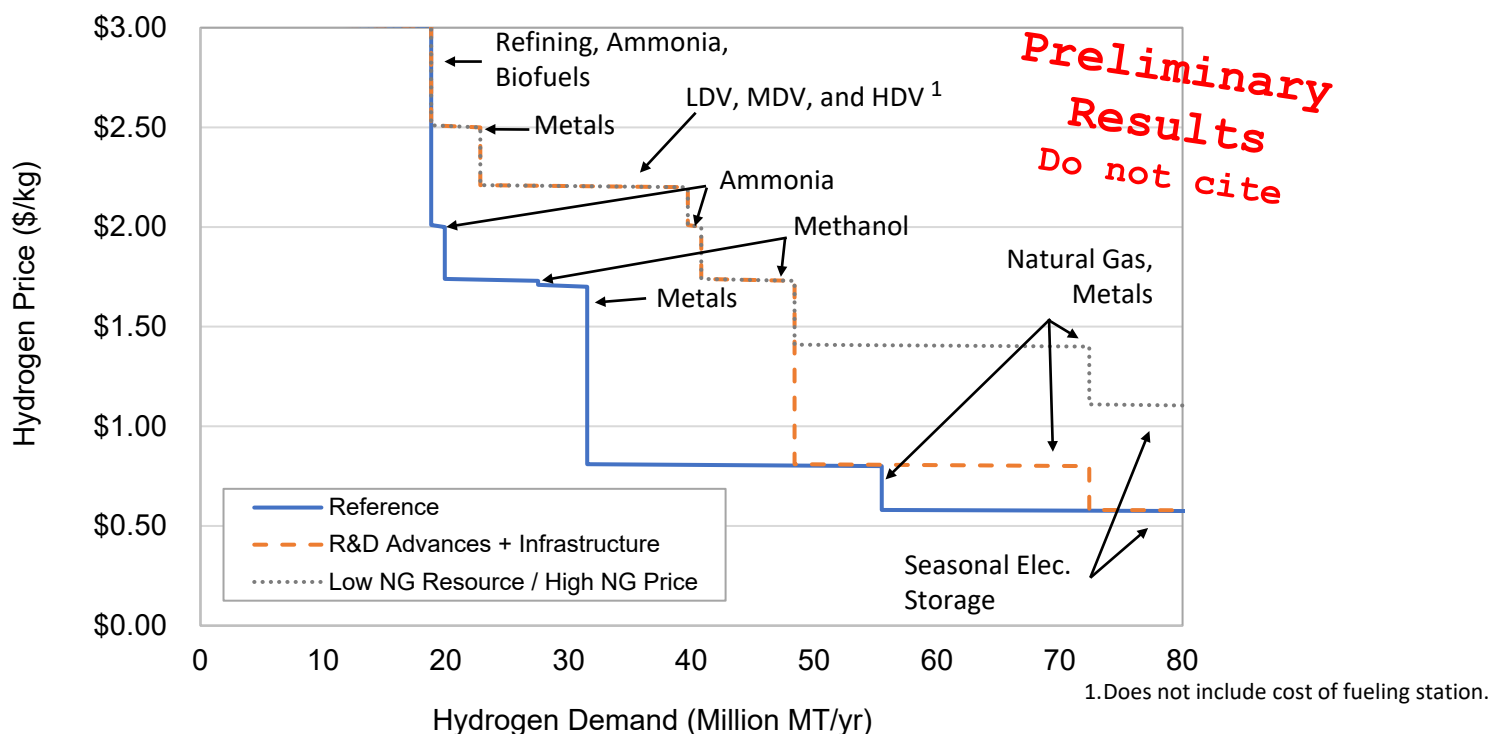 $3.00
$2.50
$2.00
$1.50
$1.00
$0.50
$0.00
Hydrogen Price ($/kg)
Refining, Ammonia,
Biofuels
LDV, MDV, and HDV 1
Metals
Ammonia
Methanol
Metals
Natural Gas,
Metals
Seasonal Elec.
Storage
Preliminary
Results
Do not cite
Reference
R&D Advances + Infrastructure
Low NG Resource / High NG Price
0 10 20 30 40 50 60 70 80
1.Does not include cost of fueling station.
Hydrogen Demand (Million MT/yr)